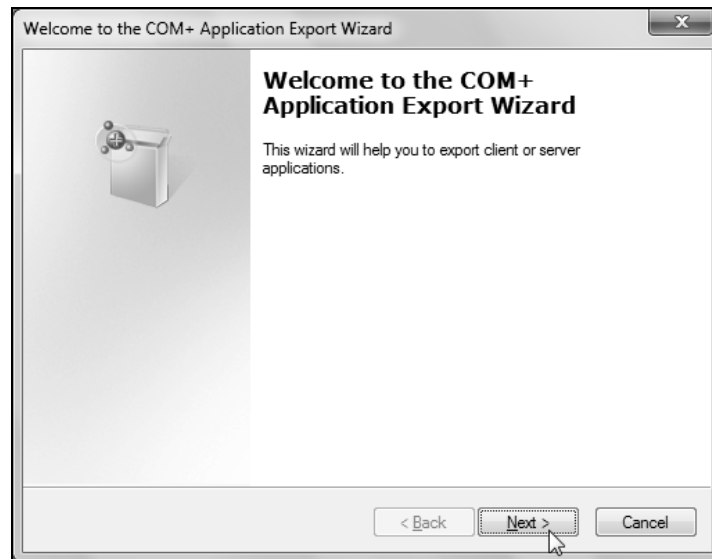 Welcome to the COM+ Application Export Wizard
Welcome to the COM+
Application Export Wizard
This wizard will help you to export client or server
applications.
< Back
Next >
Cancel